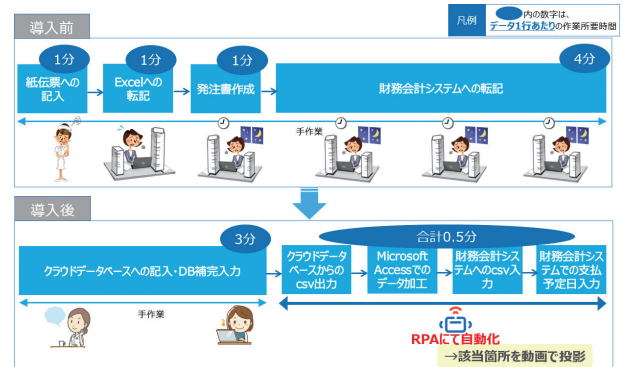 導入前
凡例
内の数字は、
データ1行あたりの作業所要時間
1分
1分
1分
4分
紙伝票への
記入
Excelへの
転記
発注書作成
財務会計システムへの転記
手作業
導入後
3分
合計0.5分
クラウドデータベースへの記入・DB補完入力
クラウドデータ
ベースからの
csv出力
Microsoft
Accessでの
データ加工
財務会計シス
テムへのcsv入
力
財務会計シス
テムでの支払
予定日入力
手作業
RPAにて自動化
→該当箇所を動画で投影